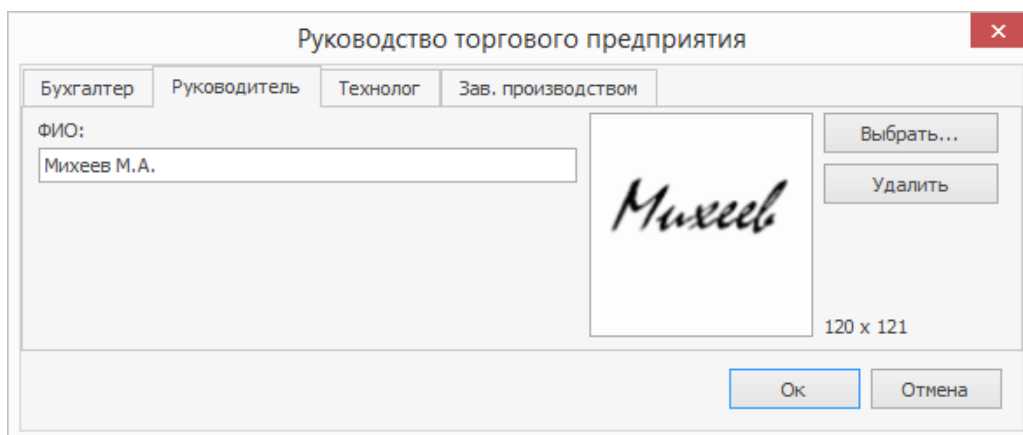 Руководство торгового предприятия
Бухгалтер Руководитель Технолог Зав. производством
ФИО:
Михеев М.А.
Михеев
Выбрать...
Удалить
120 x 121
Ок Отмена